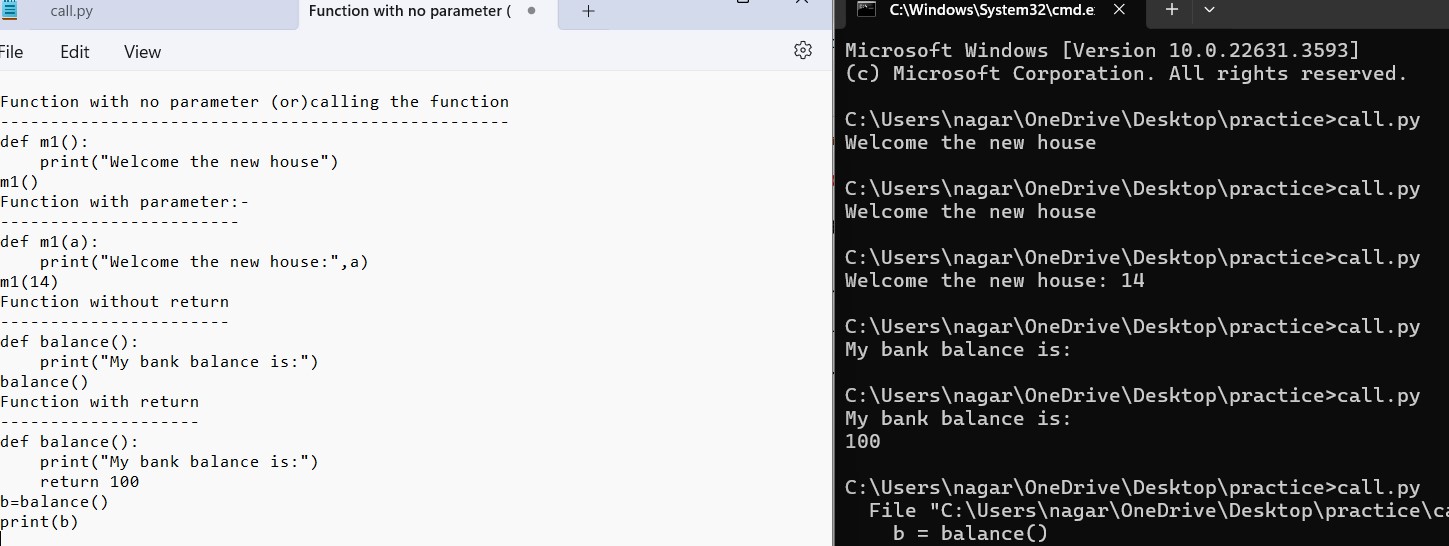 call.py
Function with no parameter (
File Edit View
Function with no parameter (or)calling the function
---------------------------------------------------
def m1():
    print("Welcome the new house")
m1()
Function with parameter:-
------------------------
def m1(a):
    print("Welcome the new house:",a)
m1(14)
Function without return
-----------------------
def balance():
    print("My bank balance is:")
balance()
Function with return
--------------------
def balance():
    print("My bank balance is:")
    return 100
b=balance()
print(b)
C:\Windows\System32\cmd.e
Microsoft Windows [Version 10.0.22631.3593]
(c) Microsoft Corporation. All rights reserved.
C:\Users\nagar\OneDrive\Desktop\practice>call.py
Welcome the new house
C:\Users\nagar\OneDrive\Desktop\practice>call.py
Welcome the new house
C:\Users\nagar\OneDrive\Desktop\practice>call.py
Welcome the new house: 14
C:\Users\nagar\OneDrive\Desktop\practice>call.py
My bank balance is:
C:\Users\nagar\OneDrive\Desktop\practice>call.py
My bank balance is:
100
C:\Users\nagar\OneDrive\Desktop\practice>call.py
  File "C:\Users\nagar\OneDrive\Desktop\practice\ca
    b = balance()